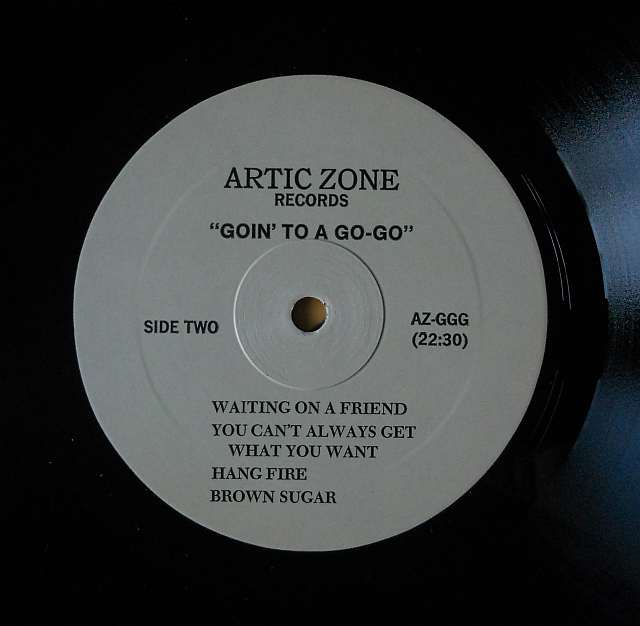 ARTIC ZONE
RECORDS
“GOIN’ TO A GO-GO”
SIDE TWO
AZ-GGG
(22:30)
WAITING ON A FRIEND
YOU CAN’T ALWAYS GET
WHAT YOU WANT
HANG FIRE
BROWN SUGAR